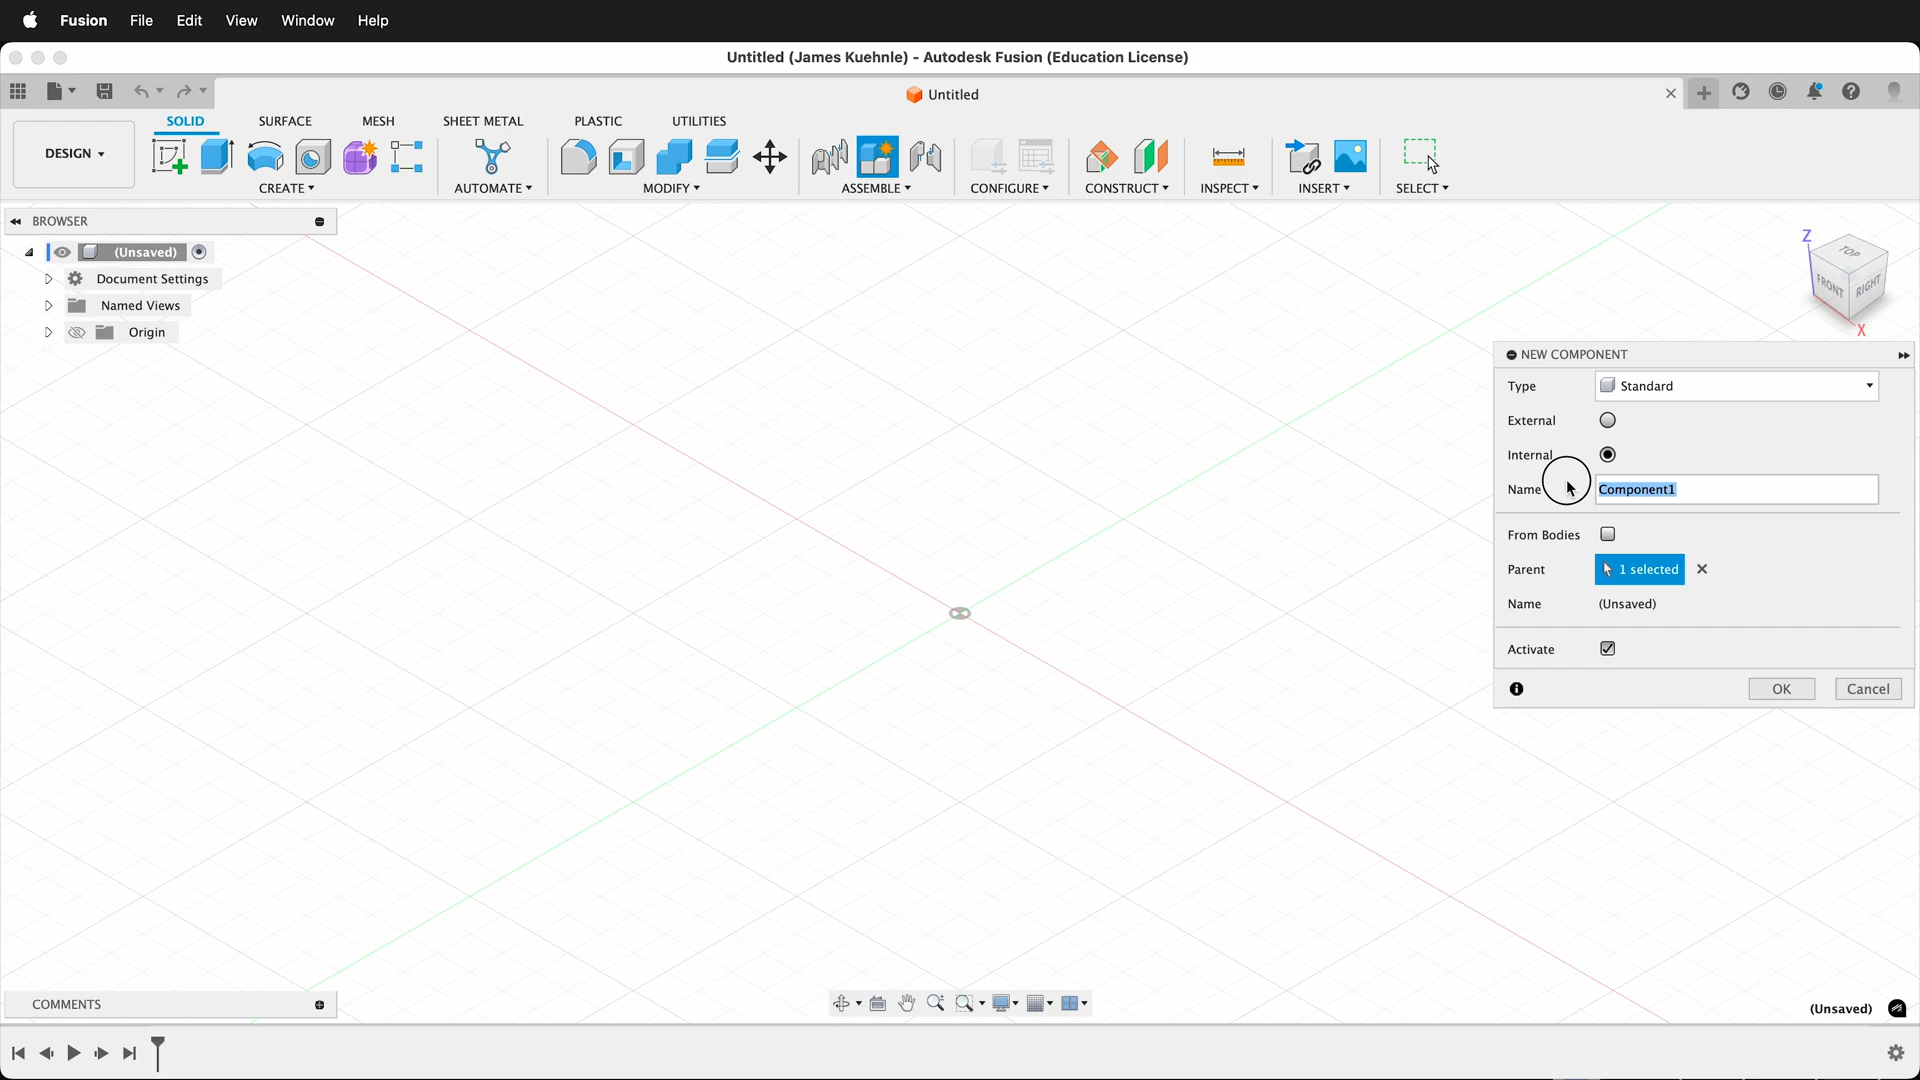 Fusion File Edit View Window Help
Untitled (James Kuehnle) - Autodesk Fusion (Education License)
Untitled
SOLID SURFACE MESH SHEET METAL PLASTIC UTILITIES
DESIGN
CREATE AUTOMATE MODIFY ASSEMBLE CONFIGURE CONSTRUCT INSPECT INSERT SELECT
BROWSER
(Unsaved)
Document Settings
Named Views
Origin
Z
TOP
FRONT RIGHT
X
NEW COMPONENT
Type Standard
External
Internal
Name Component1
From Bodies
Parent 1 selected
Name (Unsaved)
Activate
OK Cancel
COMMENTS
(Unsaved)